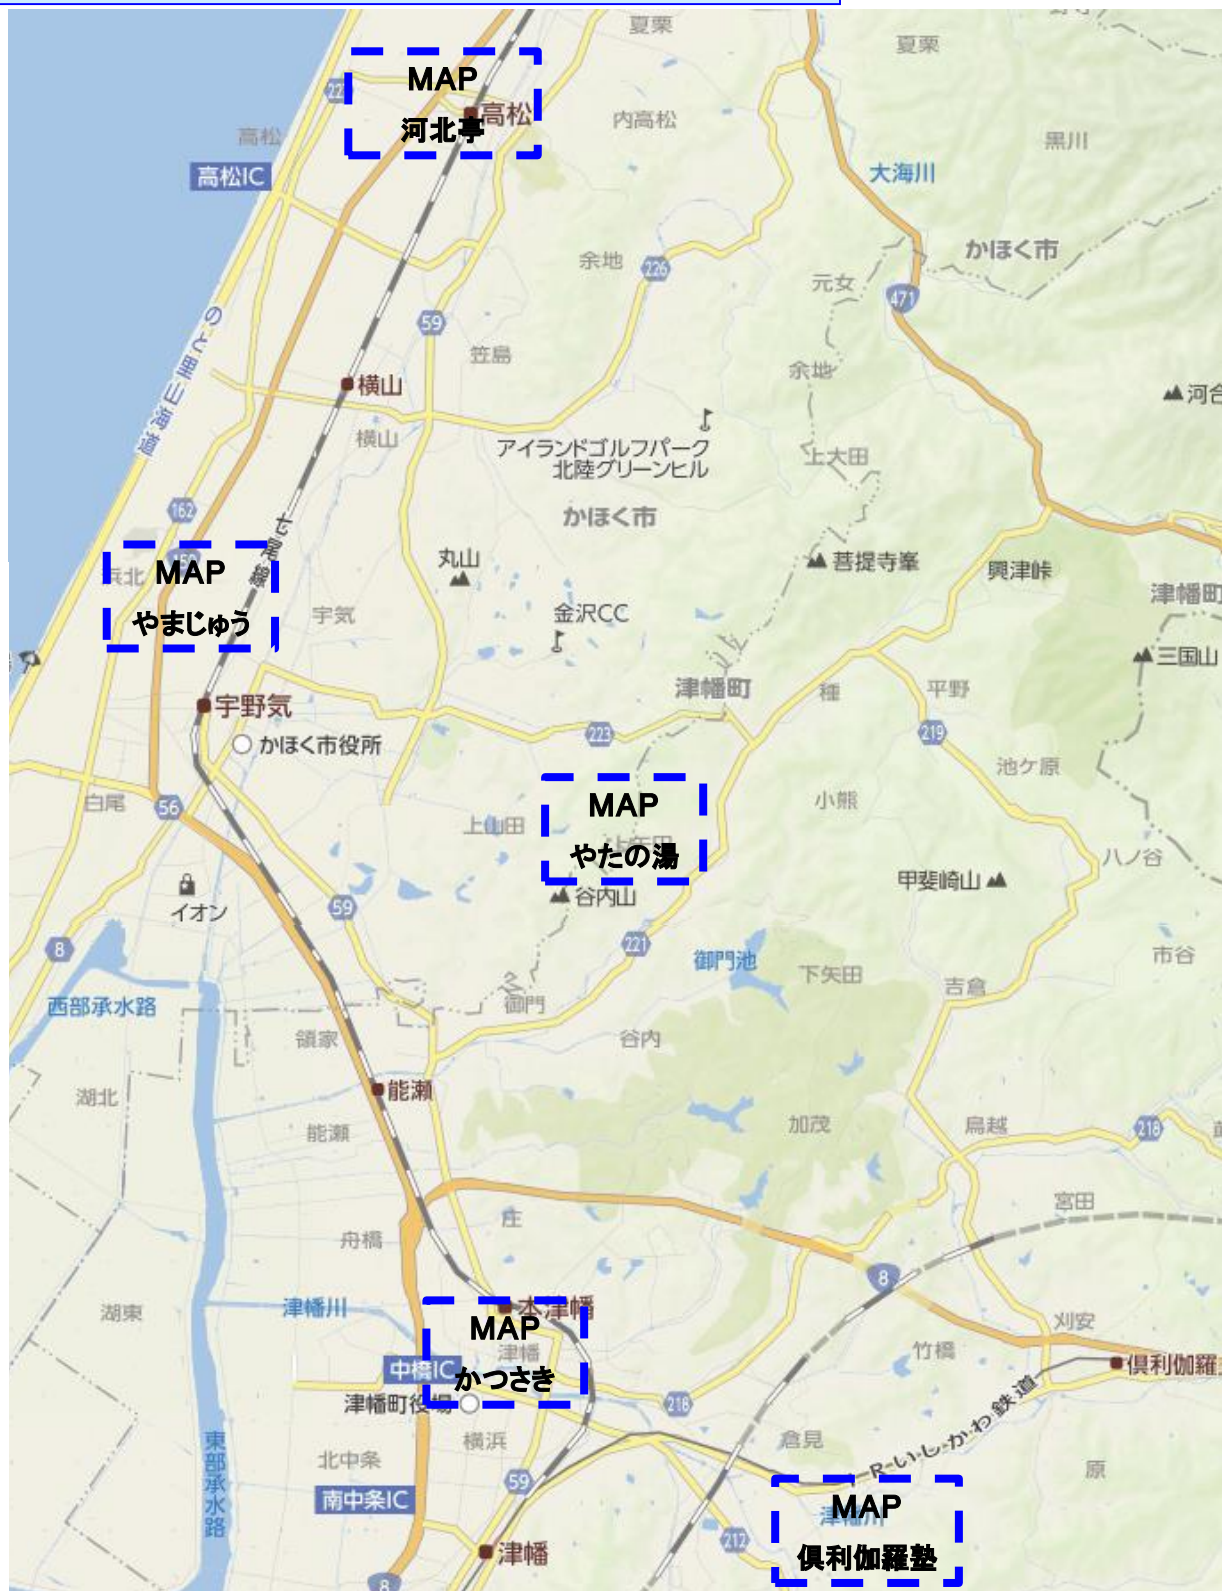 夏栗
夏栗
MAP
河北亭
高松
高松
内高松
黒川
高松IC
大海川
かほく市
余地
226
元女
471
59
笠島
のと里山海道
横山
余地
河合
横山
アイランドゴルフパーク
北陸グリーンヒル
上大田
162
かほく市
七尾線
159
丸山
菩提寺峯
興津峠
MAP
やまじゅう
浜北
宇気
金沢CC
津幡町
三国山
宇野気
津幡町
種
平野
かほく市役所
223
219
池ケ原
白尾
56
MAP
やたの湯
上矢田
上山田
小熊
八ノ谷
谷内山
甲斐崎山
イオン
59
8
221
御門池
下矢田
市谷
西部承水路
御門
吉倉
領家
谷内
湖北
能瀬
能瀬
加茂
鳥越
218
庄
宮田
舟橋
8
湖東
津幡川
本津幡
MAP
かつさき
津幡
刈安
竹橋
中橋IC
倶利伽羅
津幡町役場
216
横浜
倉見
IRいしかわ鉄道
東部承水路
北中条
59
原
南中条IC
MAP
倶利伽羅塾
津幡川
212
津幡
8